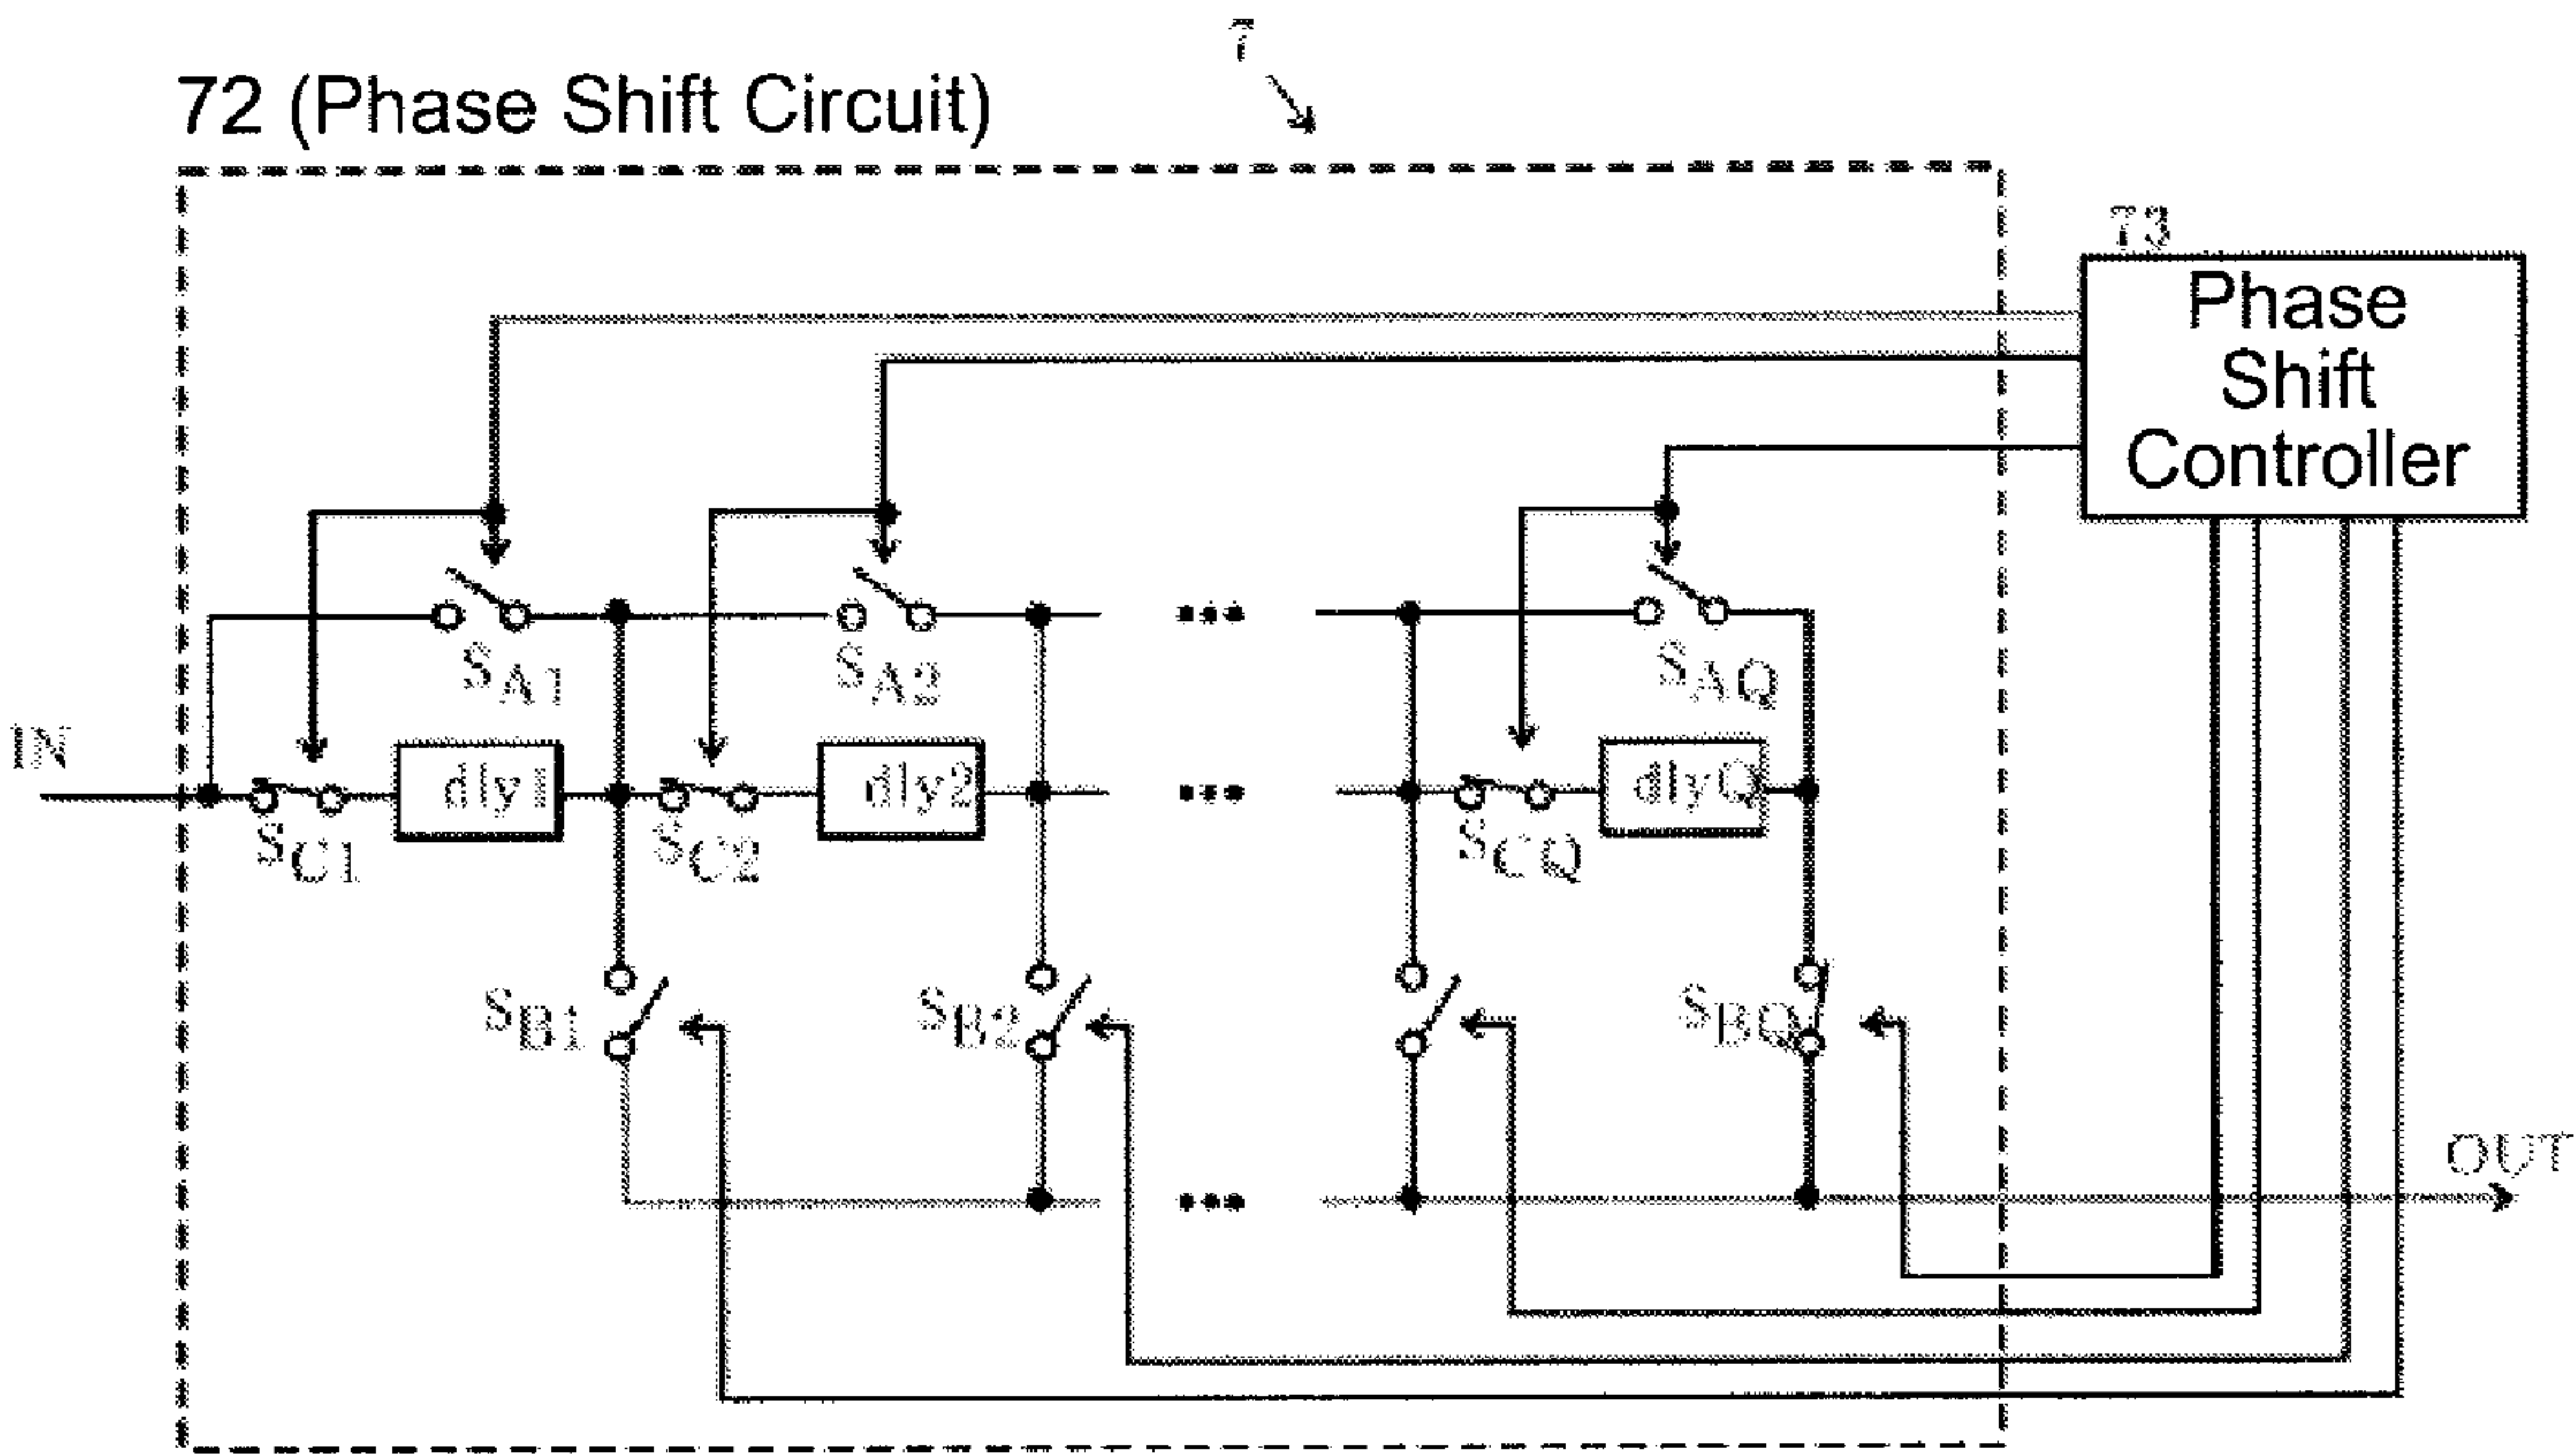 7
72 (Phase Shift Circuit)
73
Phase
Shift
Controller
SA1
SA2
SAQ
IN
dly1
dly2
dlyQ
SC1
SC2
SCQ
SB1
SB2
SBQ
OUT